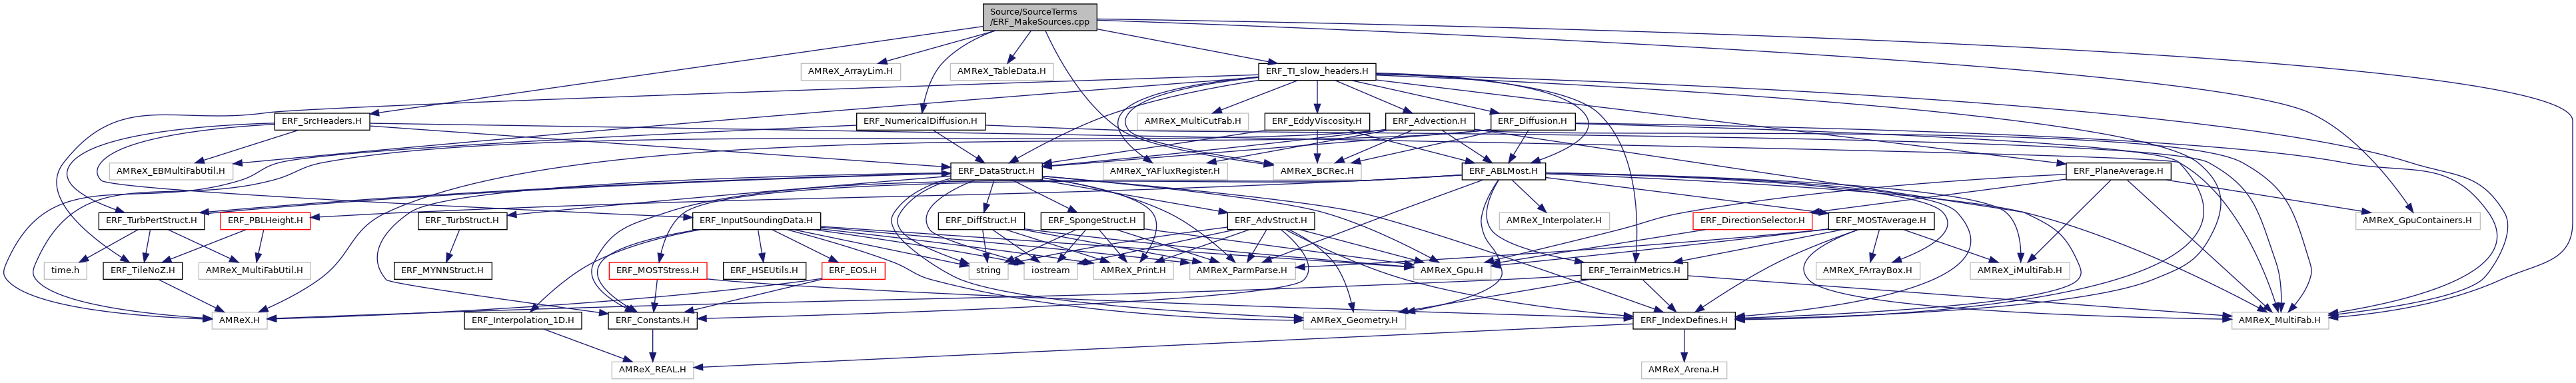 Source/SourceTerms
/ERF_MakeSources.cpp
AMReX_ArrayLim.H
AMReX_TableData.H
ERF_TI_slow_headers.H
ERF_SrcHeaders.H
ERF_NumericalDiffusion.H
AMReX_MultiCutFab.H
ERF_EddyViscosity.H
ERF_Advection.H
ERF_Diffusion.H
AMReX_EBMultiFabUtil.H
ERF_DataStruct.H
AMReX_YAFluxRegister.H
AMReX_BCRec.H
ERF_ABLMost.H
ERF_PlaneAverage.H
ERF_TurbPertStruct.H
ERF_PBLHeight.H
ERF_TurbStruct.H
ERF_InputSoundingData.H
ERF_DiffStruct.H
ERF_SpongeStruct.H
ERF_AdvStruct.H
AMReX_Interpolater.H
ERF_DirectionSelector.H
ERF_MOSTAverage.H
AMReX_GpuContainers.H
time.h
ERF_TileNoZ.H
AMReX_MultiFabUtil.H
ERF_MYNNStruct.H
ERF_MOSTStress.H
ERF_HSEUtils.H
ERF_EOS.H
string
iostream
AMReX_Print.H
AMReX_ParmParse.H
AMReX_Gpu.H
ERF_TerrainMetrics.H
AMReX_FArrayBox.H
AMReX_iMultiFab.H
AMReX.H
ERF_Interpolation_1D.H
ERF_Constants.H
AMReX_Geometry.H
ERF_IndexDefines.H
AMReX_MultiFab.H
AMReX_REAL.H
AMReX_Arena.H